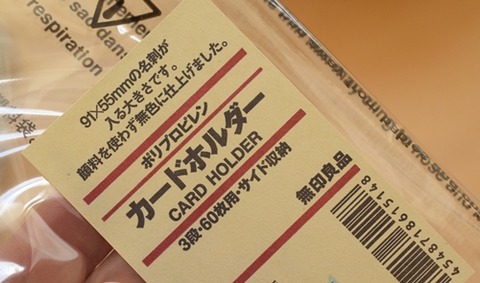 sao dan
respiration
91×55mmの名刺が
入る大きさです。
顔料を使わず無色に仕上げました。
ポリプロピレン
カードホルダー
CARD HOLDER
3段・60枚用・サイド収納
無印良品
4548718615148